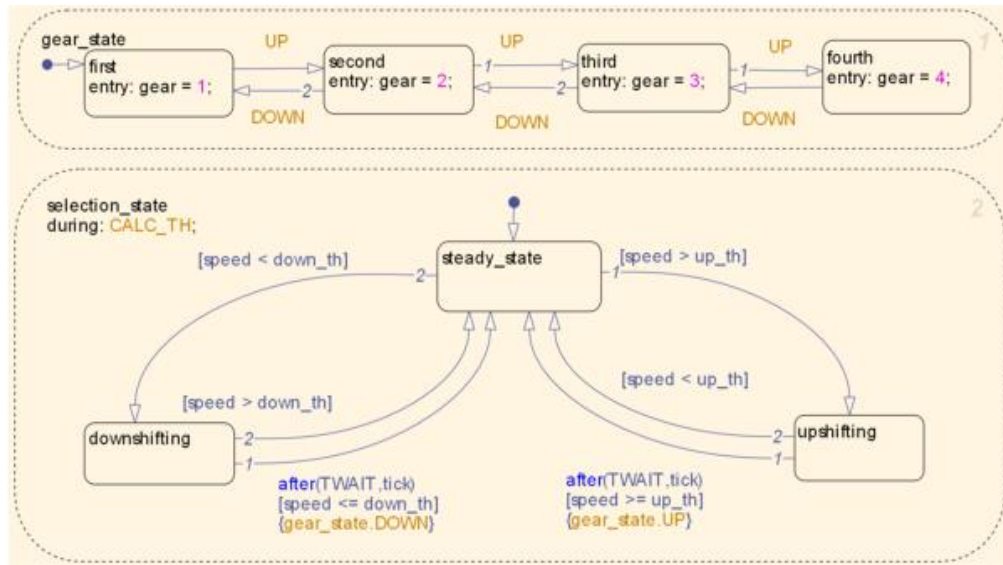 1
gear_state
UP
UP
UP
first
entry: gear = 1;
second
entry: gear = 2;
1
2
third
entry: gear = 3;
1
2
fourth
entry: gear = 4;
DOWN
DOWN
DOWN
2
selection_state
during: CALC_TH;
[speed < down_th]
2
steady_state
1
[speed > up_th]
[speed > down_th]
[speed < up_th]
downshifting
2
1
2
1
upshifting
after(TWAIT,tick)
[speed <= down_th]
{gear_state.DOWN}
after(TWAIT,tick)
[speed >= up_th]
{gear_state.UP}